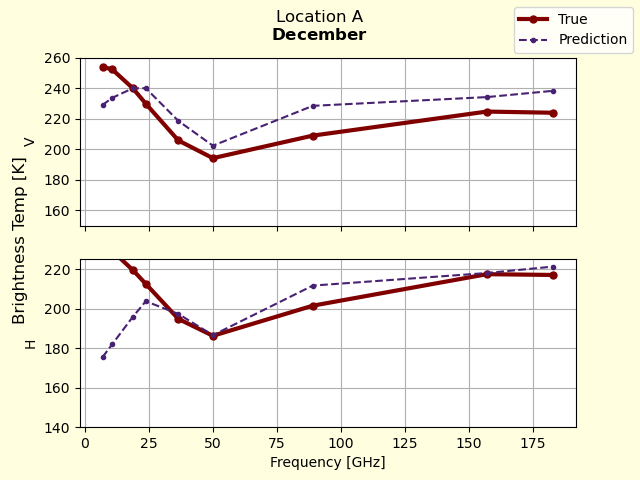 Location A
December
True
Prediction
260
240
220
200
180
160
V
Brightness Temp [K]
220
200
180
160
140
H
0 25 50 75 100 125 150 175
Frequency [GHz]